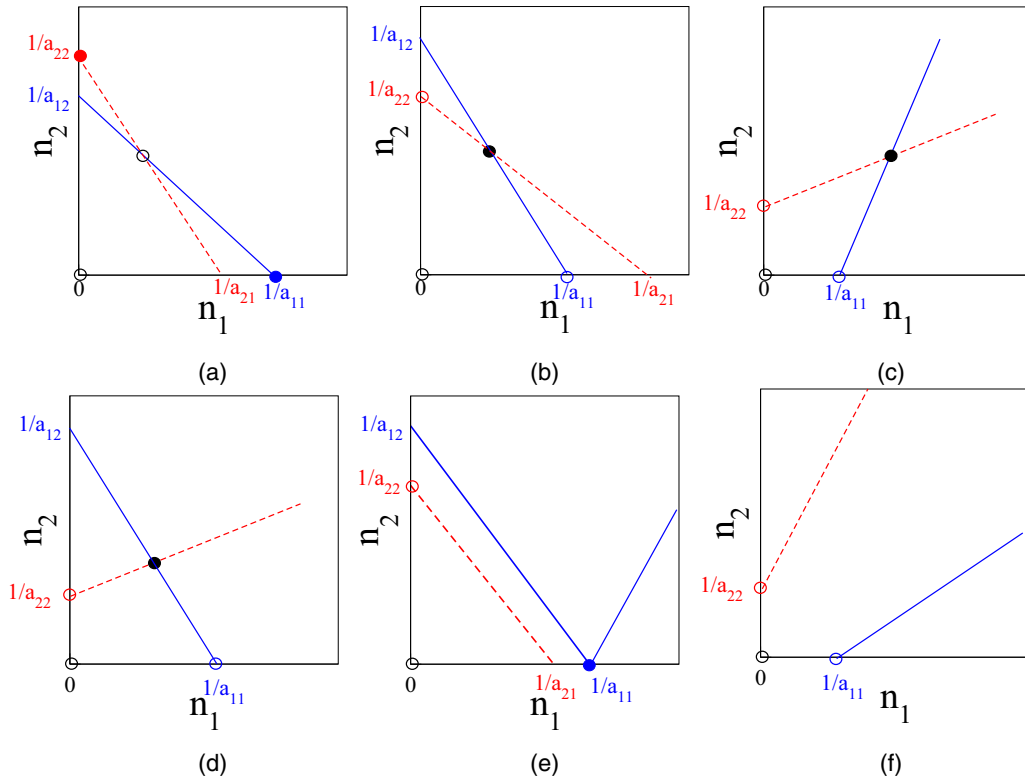 1/a₂₂
1/a₁₂
n₂
0
1/a₂₁
1/a₁₁
n₁
(a)
1/a₁₂
1/a₂₂
n₂
0
1/a₁₁
1/a₂₁
n₁
(b)
n₂
1/a₂₂
0
1/a₁₁
n₁
(c)
1/a₁₂
n₂
1/a₂₂
0
1/a₁₁
n₁
(d)
1/a₁₂
1/a₂₂
n₂
0
1/a₂₁
1/a₁₁
n₁
(e)
n₂
1/a₂₂
0
1/a₁₁
n₁
(f)